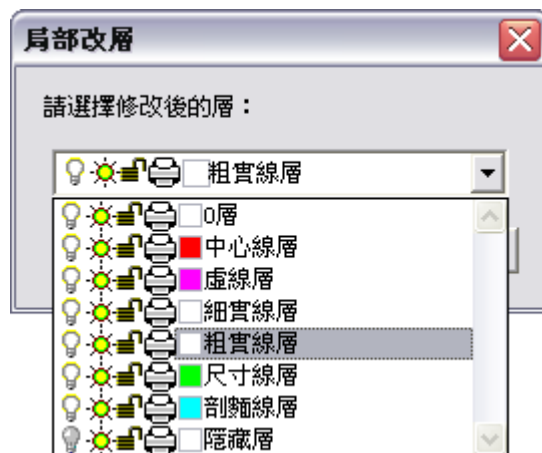 局部改層
請選擇修改後的層：
粗實線層
0層
中心線層
虛線層
細實線層
粗實線層
尺寸線層
剖麵線層
隱藏層